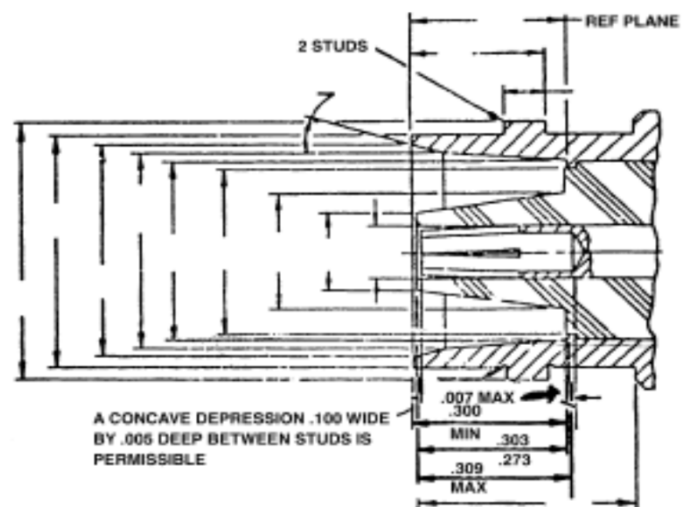 REF PLANE
2 STUDS
.007 MAX
A CONCAVE DEPRESSION .100 WIDE
BY .005 DEEP BETWEEN STUDS IS
PERMISSIBLE
.300
MIN
.303
.273
.309
MAX